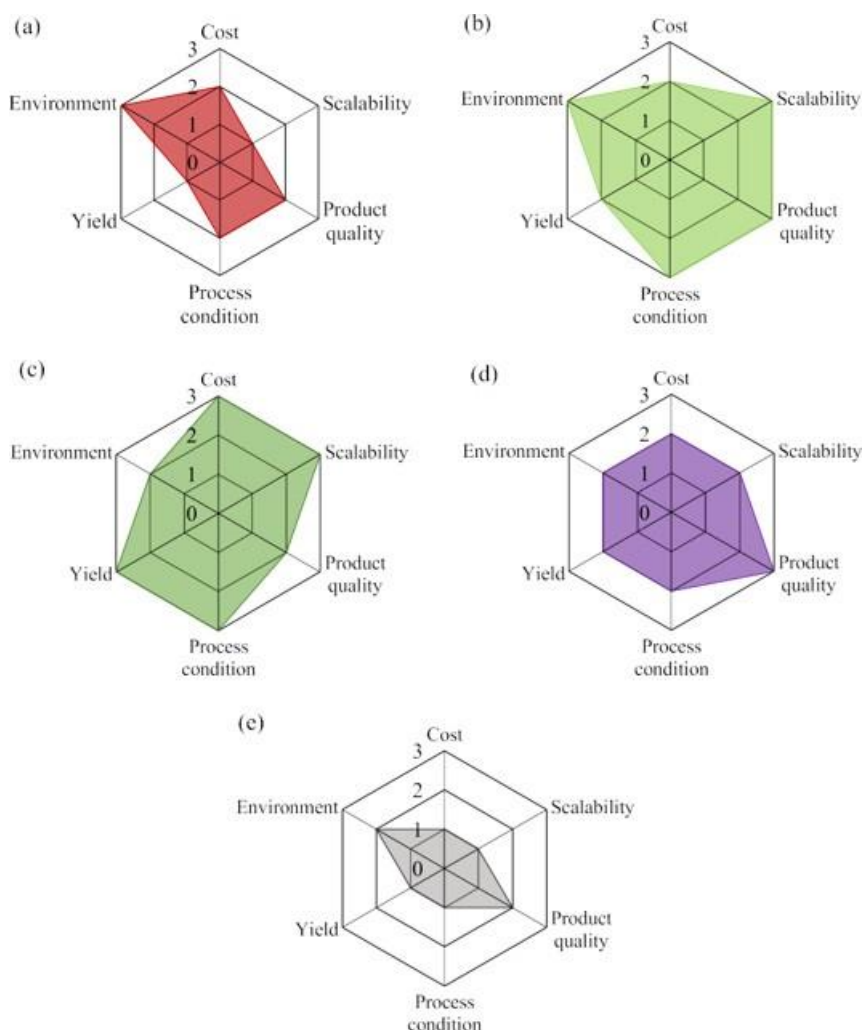 (a)
Cost
3
Environment
2
Scalability
1
0
Yield
Product
quality
Process
condition
(b)
Cost
3
Environment
2
Scalability
1
0
Yield
Product
quality
Process
condition
(c)
Cost
3
Environment
2
Scalability
1
0
Yield
Product
quality
Process
condition
(d)
Cost
3
Environment
2
Scalability
1
0
Yield
Product
quality
Process
condition
(e)
Cost
3
Environment
2
Scalability
1
0
Yield
Product
quality
Process
condition